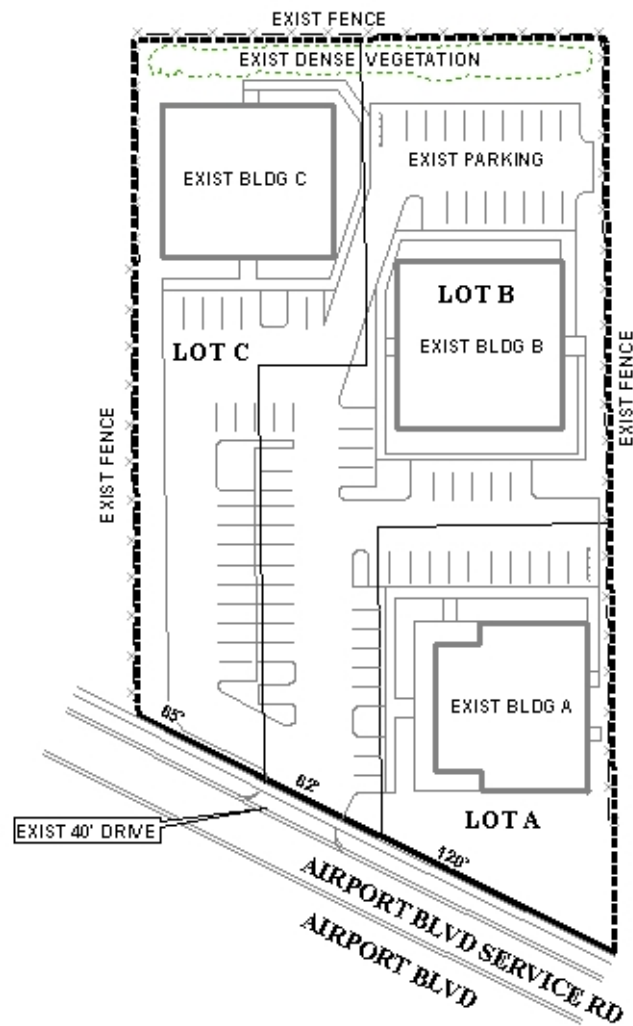 EXIST FENCE
EXIST DENSE VEGETATION
EXIST BLDG C
EXIST PARKING
LOT B
EXIST BLDG B
LOT C
EXIST FENCE
EXIST FENCE
EXIST BLDG A
LOT A
65'
62'
120'
EXIST 40' DRIVE
AIRPORT BLVD SERVICE RD
AIRPORT BLVD